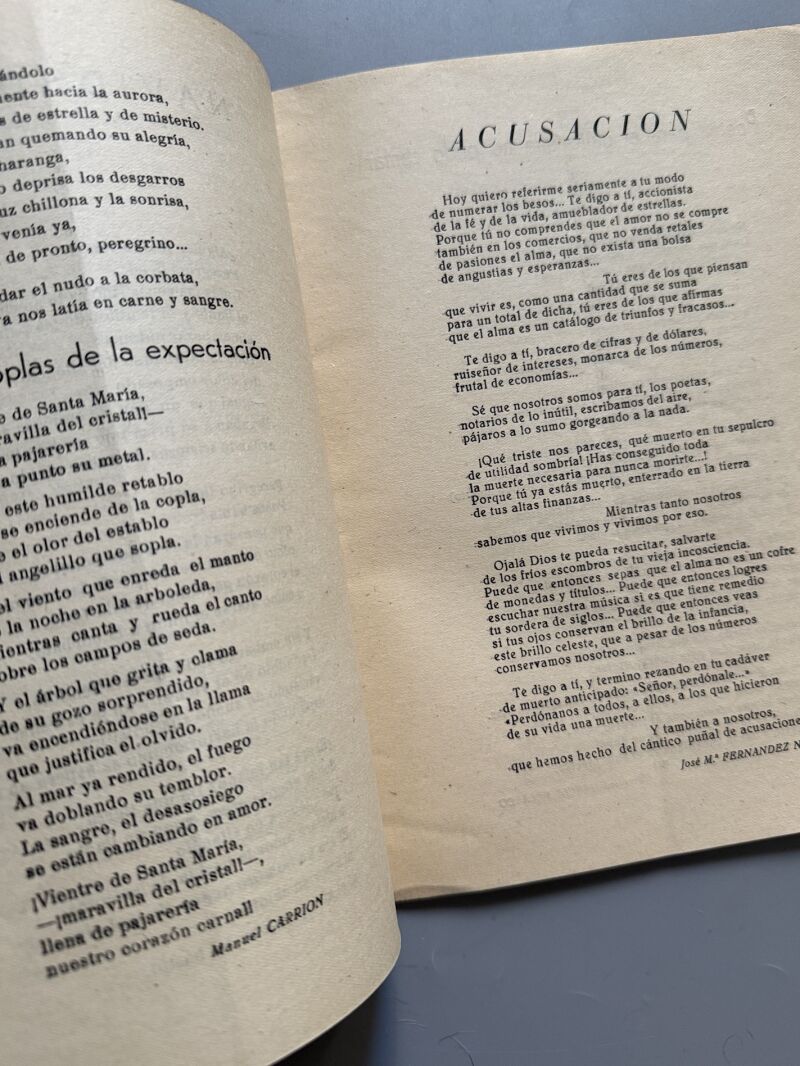 ándolo
ente hacia la aurora,
s de estrella y de misterio.
an quemando su alegría,
haranga,
o deprisa los desgarros
uz chillona y la sonrisa,
venía ya,
de pronto, peregrino...
dar el nudo a la corbata,
a nos latía en carne y sangre.
oplas de la expectación
re de Santa María,
ravilla del cristal!—
a pajarería
a punto su metal.
este humilde retablo
se enciende de la copla,
e el olor del establo
l angelillo que sopla.
el viento que enreda el manto
la noche en la arboleda,
ientras canta y rueda el canto
obre los campos de seda.
Y el árbol que grita y clama
de su gozo sorprendido,
va encendiéndose en la llama
que justifica el olvido.
Al mar ya rendido, el fuego
va doblando su temblor.
La sangre, el desasosiego
se están cambiando en amor.
¡Vientre de Santa María,
—¡maravilla del cristal!—,
llena de pajarería
nuestro corazón carnal!
Manuel CARRION
ACUSACION
Hoy quiero referirme seriamente a tu modo
de numerar los besos... Te digo a tí, accionista
de la fé y de la vida, amueblador de estrellas.
Porque tú no comprendes que el amor no se compre
también en los comercios, que no venda retales
de pasiones el alma, que no exista una bolsa
de angustias y esperanzas...
Tú eres de los que piensan
que vivir es, como una cantidad que se suma
para un total de dicha, tú eres de los que afirmas
que el alma es un catálogo de triunfos y fracasos...
Te digo a tí, bracero de cifras y de dólares,
ruiseñor de intereses, monarca de los números,
frutal de economías...
Sé que nosotros somos para tí, los poetas,
notarios de lo inútil, escribamos del aire,
pájaros a lo sumo gorgeando a la nada.
¡Qué triste nos pareces, qué muerto en tu sepulcro
de utilidad sombría! ¡Has conseguido toda
la muerte necesaria para nunca morirte...!
Porque tú ya estás muerto, enterrado en la tierra
de tus altas finanzas...
Mientras tanto nosotros
sabemos que vivimos y vivimos por eso.
Ojalá Dios te pueda resucitar, salvarte
de los fríos escombros de tu vieja incosciencia.
Puede que entonces sepas que el alma no es un cofre
de monedas y títulos... Puede que entonces logres
escuchar nuestra música si es que tiene remedio
tu sordera de siglos... Puede que entonces veas
si tus ojos conservan el brillo de la infancia,
este brillo celeste, que a pesar de los números
conservamos nosotros...
Te digo a tí, y termino rezando en tu cadáver
de muerto anticipado: «Señor, perdónale...»
«Perdónanos a todos, a ellos, a los que hicieron
de su vida una muerte...
Y también a nosotros,
que hemos hecho del cántico puñal de acusacione
José M.ª FERNANDEZ N